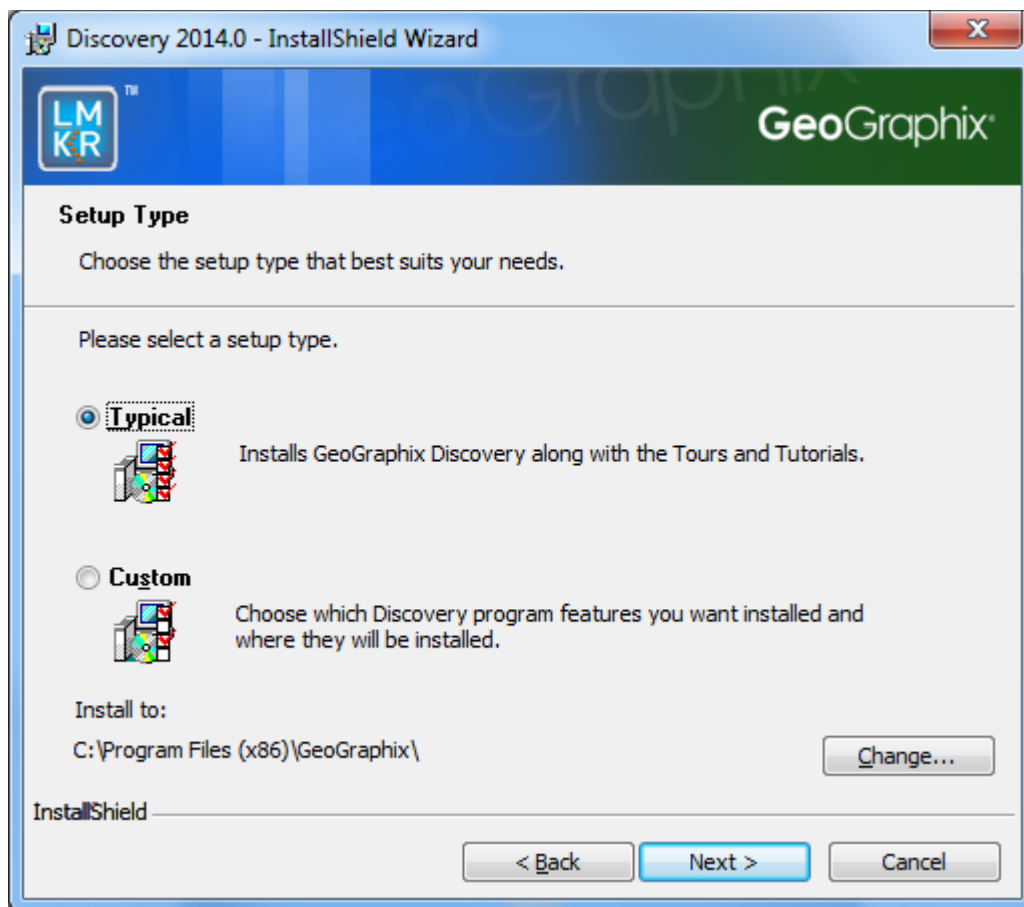 Discovery 2014.0 - InstallShield Wizard
x
LM
KR
TM
GeoGraphix
GeoGraphix
Setup Type
Choose the setup type that best suits your needs.
Please select a setup type.
Typical
Installs GeoGraphix Discovery along with the Tours and Tutorials.
Custom
Choose which Discovery program features you want installed and
where they will be installed.
Install to:
C:\Program Files (x86)\GeoGraphix\
Change...
InstallShield
< Back
Next >
Cancel